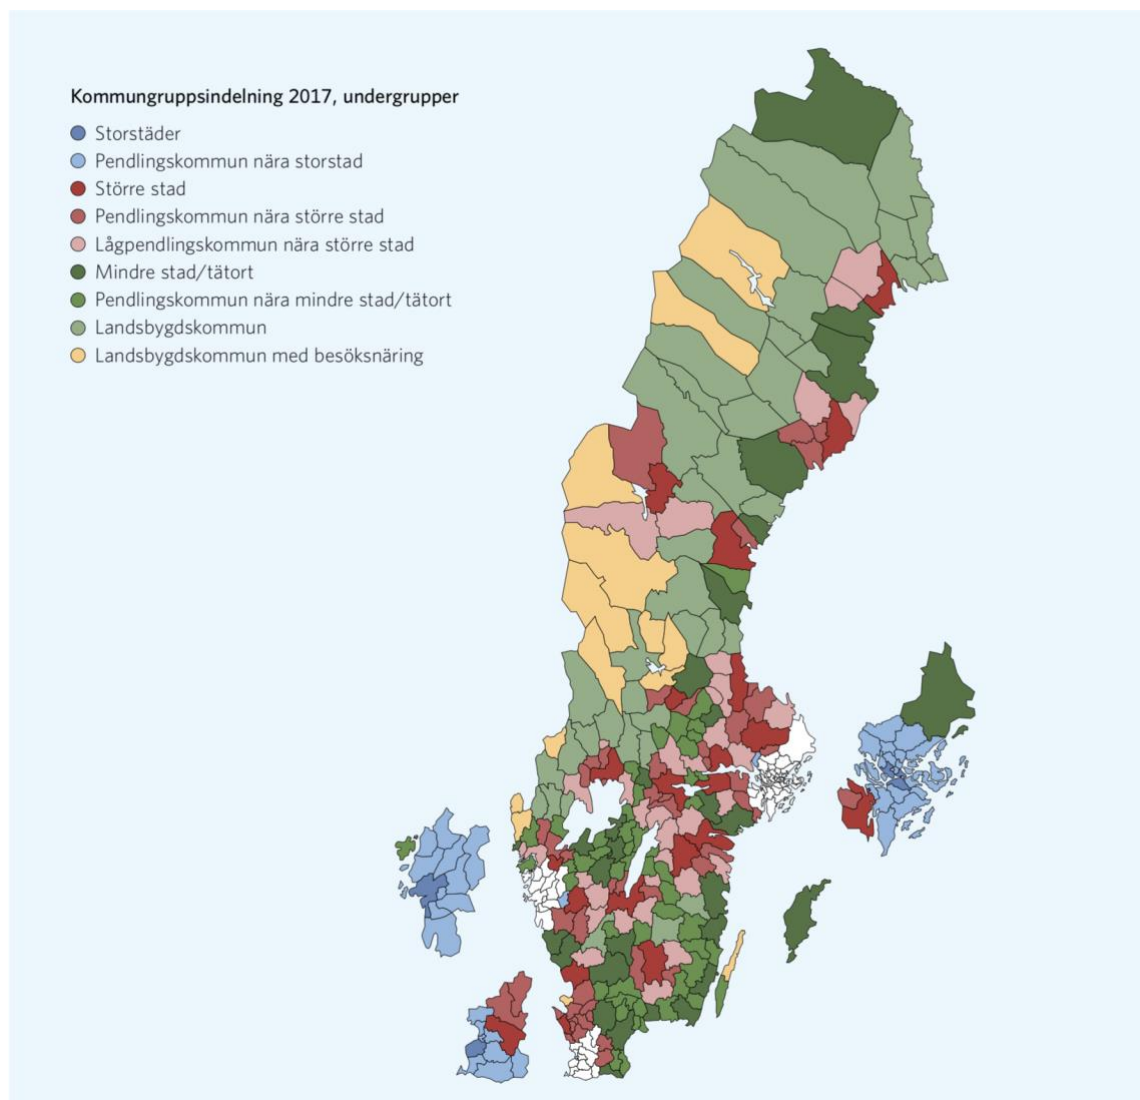 Kommungruppsindelning 2017, undergrupper
Storstäder
Pendlingskommun nära storstad
Större stad
Pendlingskommun nära större stad
Lågpendlingskommun nära större stad
Mindre stad/tätort
Pendlingskommun nära mindre stad/tätort
Landsbygdskommun
Landsbygdskommun med besöksnäring